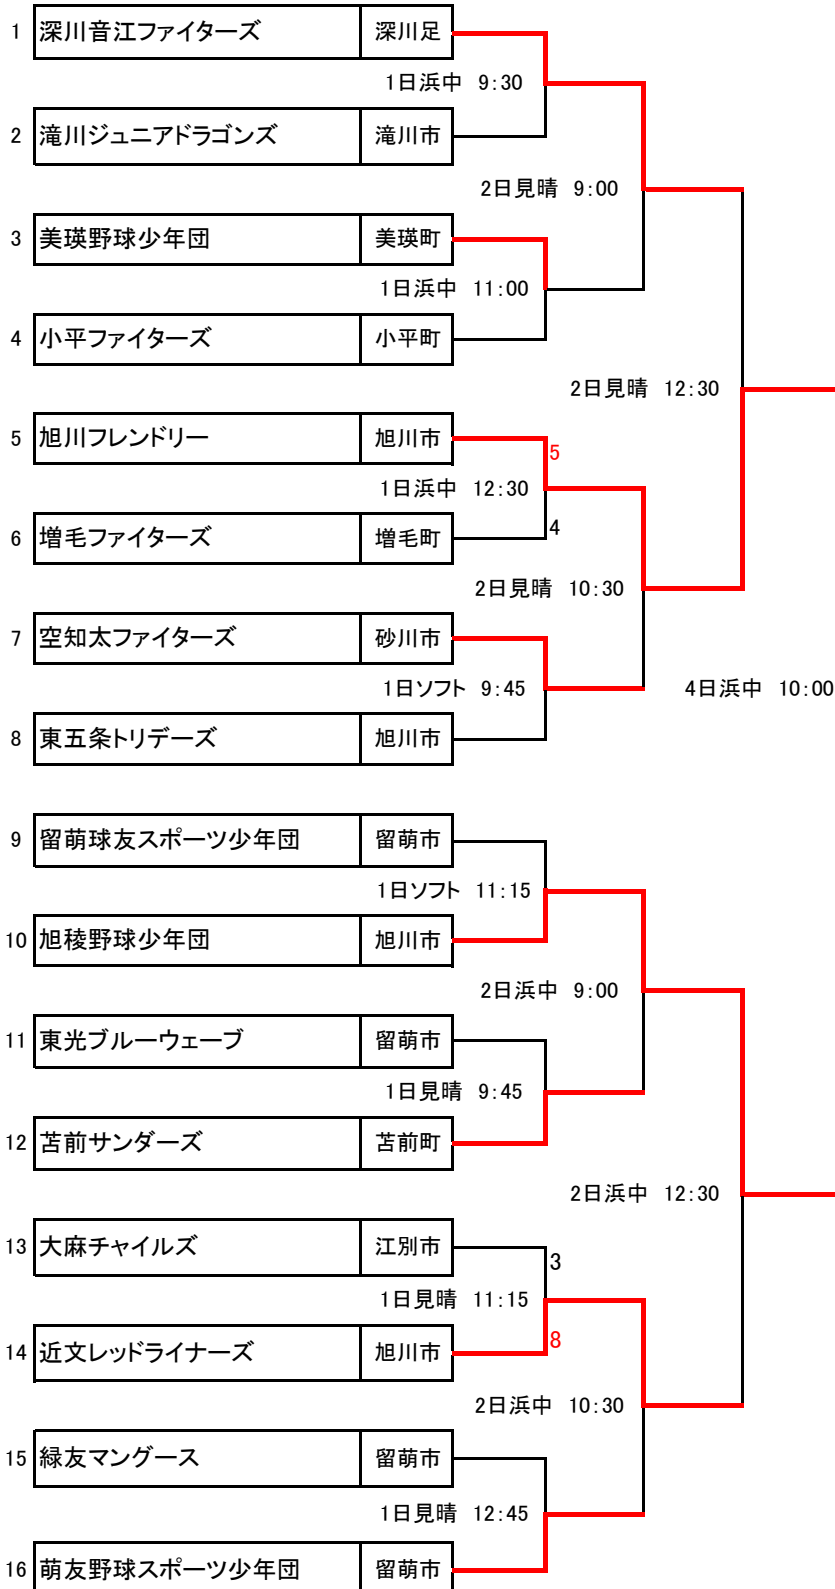 1 深川音江ファイターズ 深川足
1日浜中 9:30
2 滝川ジュニアドラゴンズ 滝川市
2日見晴 9:00
3 美瑛野球少年団 美瑛町
1日浜中 11:00
4 小平ファイターズ 小平町
2日見晴 12:30
5 旭川フレンドリー 旭川市
5
1日浜中 12:30
4
6 増毛ファイターズ 増毛町
2日見晴 10:30
7 空知太ファイターズ 砂川市
1日ソフト 9:45
4日浜中 10:00
8 東五条トリデーズ 旭川市
9 留萌球友スポーツ少年団 留萌市
1日ソフト 11:15
10 旭稜野球少年団 旭川市
2日浜中 9:00
11 東光ブルーウェーブ 留萌市
1日見晴 9:45
12 苫前サンダーズ 苫前町
2日浜中 12:30
13 大麻チャイルズ 江別市
3
1日見晴 11:15
8
14 近文レッドライナーズ 旭川市
2日浜中 10:30
15 緑友マングース 留萌市
1日見晴 12:45
16 萌友野球スポーツ少年団 留萌市